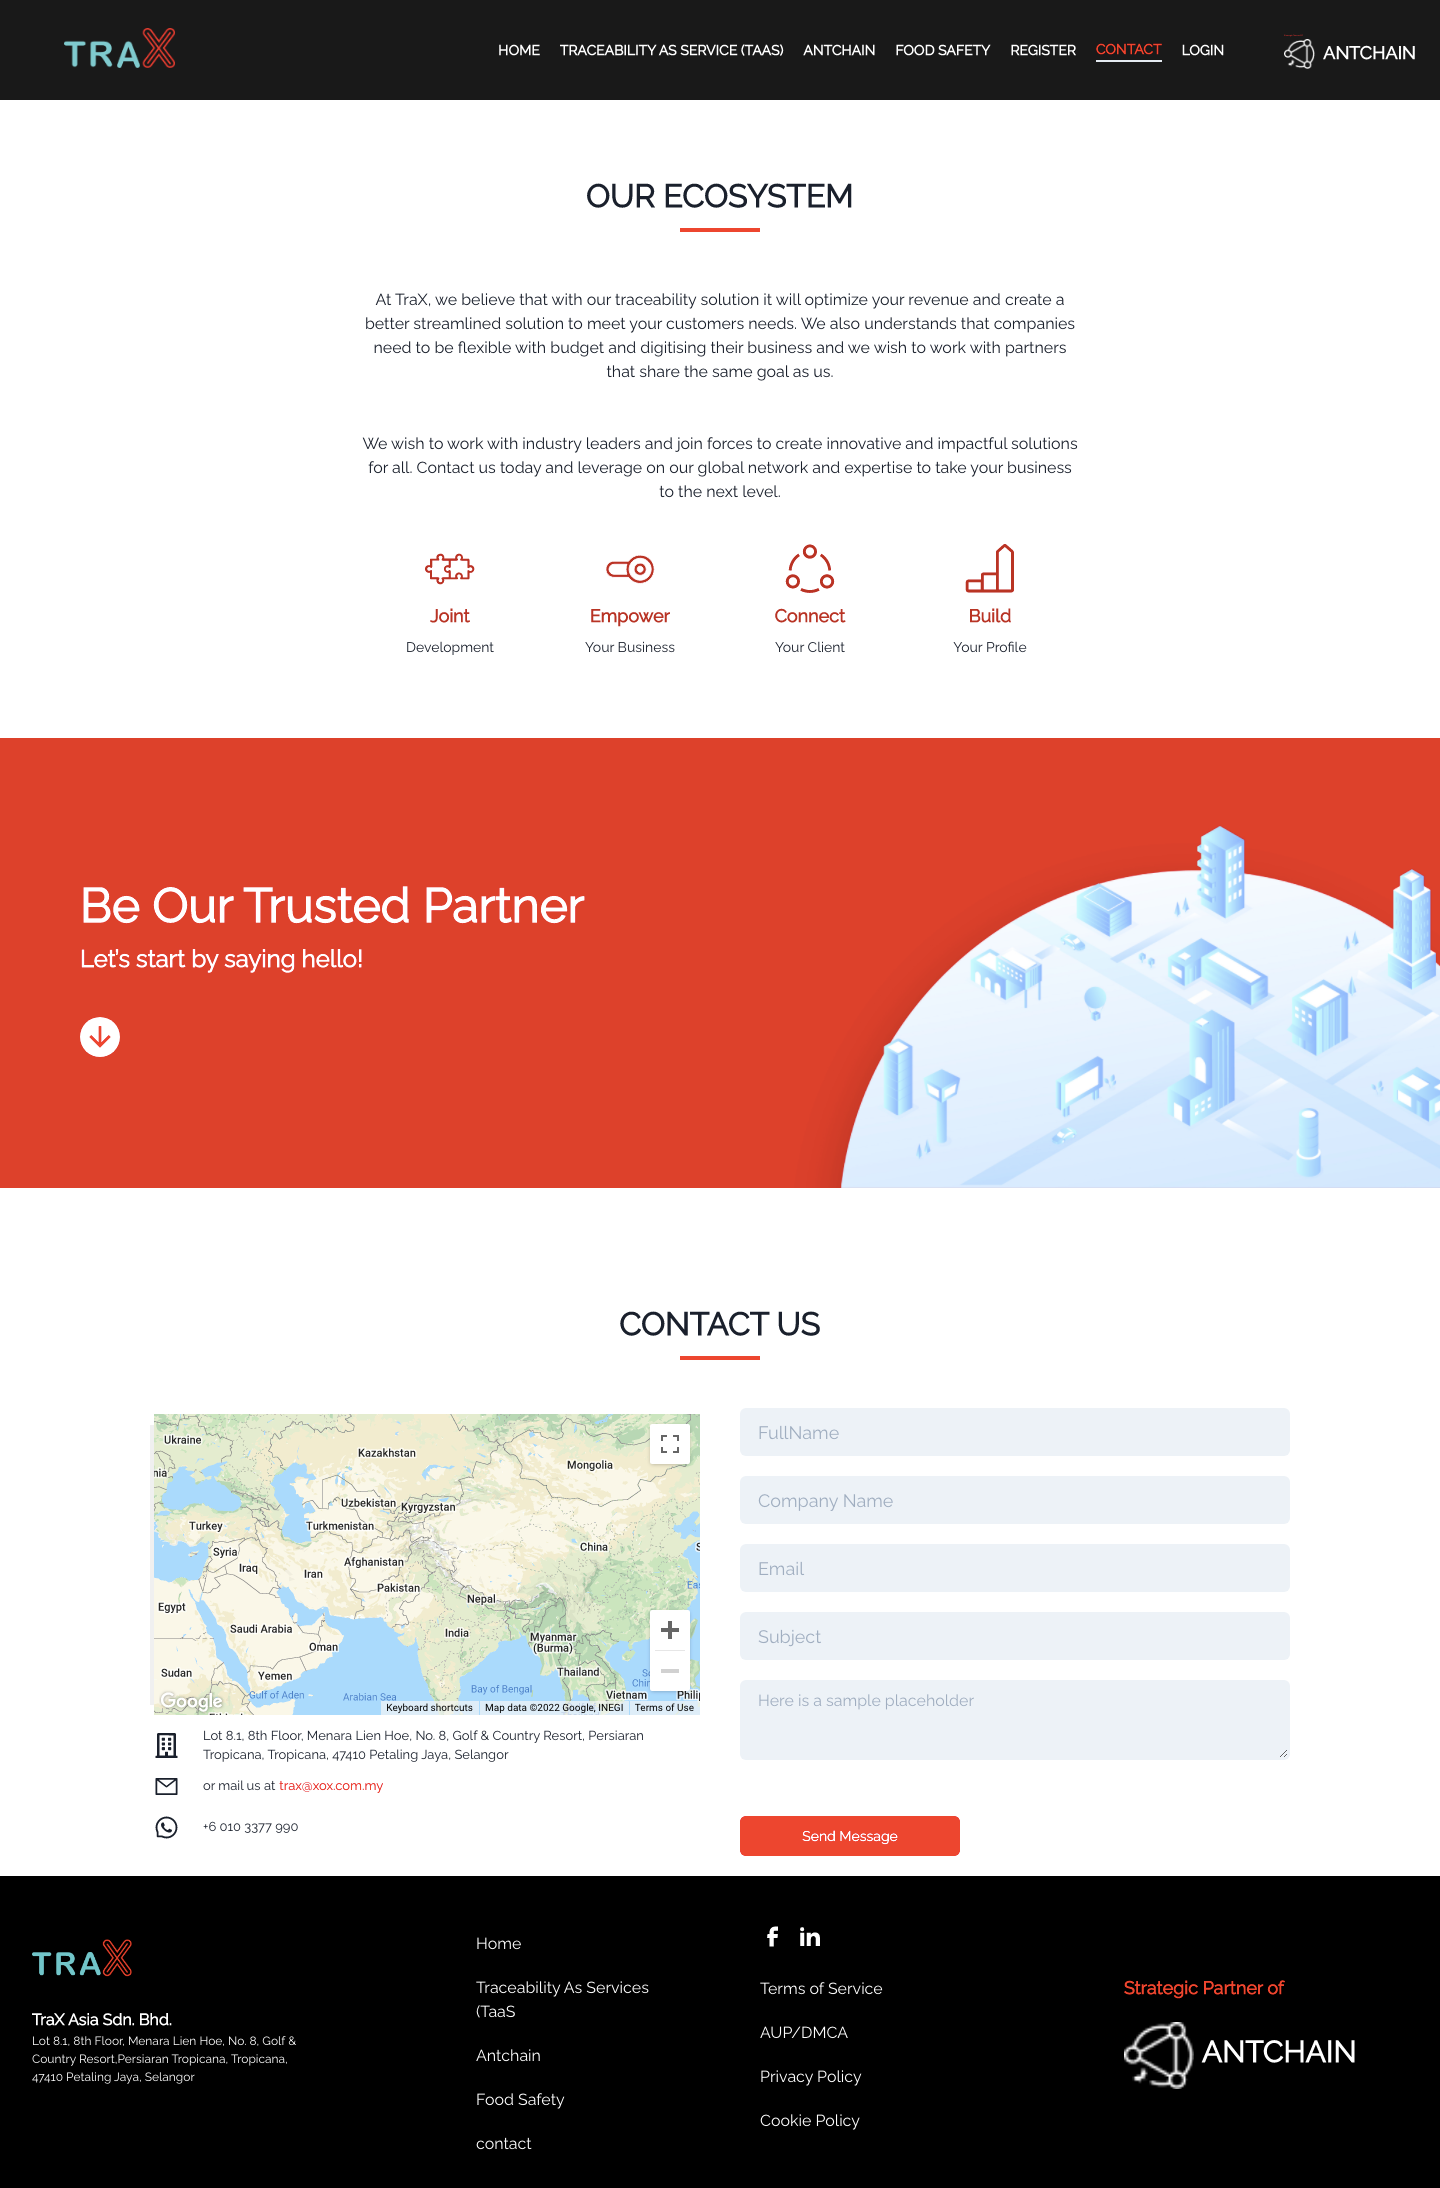 TRAX
HOME TRACEABILITY AS SERVICE (TAAS) ANTCHAIN FOOD SAFETY REGISTER CONTACT LOGIN
ANTCHAIN
OUR ECOSYSTEM
At TraX, we believe that with our traceability solution it will optimize your revenue and create a
better streamlined solution to meet your customers needs. We also understands that companies
need to be flexible with budget and digitising their business and we wish to work with partners
that share the same goal as us.
We wish to work with industry leaders and join forces to create innovative and impactful solutions
for all. Contact us today and leverage on our global network and expertise to take your business
to the next level.
Joint Empower Connect Build
Development Your Business Your Client Your Profile
Be Our Trusted Partner
Let's start by saying hello!
CONTACT US
Ukraine
Kazakhstan
Mongolia
nia
Uzbekistan Kyrgyzstan
Turkey Turkmenistan
Syria China
Afghanistan
Iraq Iran
Pakistan
Nepal Eas
Egypt
Saudi Arabia India
Oman Myanmar
(Burma)
Sudan Yemen Thailand
Gulf of Aden Arabian Sea Bay of Bengal
Vietnam Philip
Google
Keyboard shortcuts Map data ©2022 Google, INEGI Terms of Use
Lot 8.1, 8th Floor, Menara Lien Hoe, No. 8, Golf & Country Resort, Persiaran
Tropicana, Tropicana, 47410 Petaling Jaya, Selangor
or mail us at trax@xox.com.my
+6 010 3377 990
FullName
Company Name
Email
Subject
Here is a sample placeholder
Send Message
TRAX
TraX Asia Sdn. Bhd.
Lot 8.1, 8th Floor, Menara Lien Hoe, No. 8, Golf &
Country Resort,Persiaran Tropicana, Tropicana,
47410 Petaling Jaya, Selangor
Home
Traceability As Services
(TaaS
Antchain
Food Safety
contact
f in
Terms of Service
AUP/DMCA
Privacy Policy
Cookie Policy
Strategic Partner of
ANTCHAIN